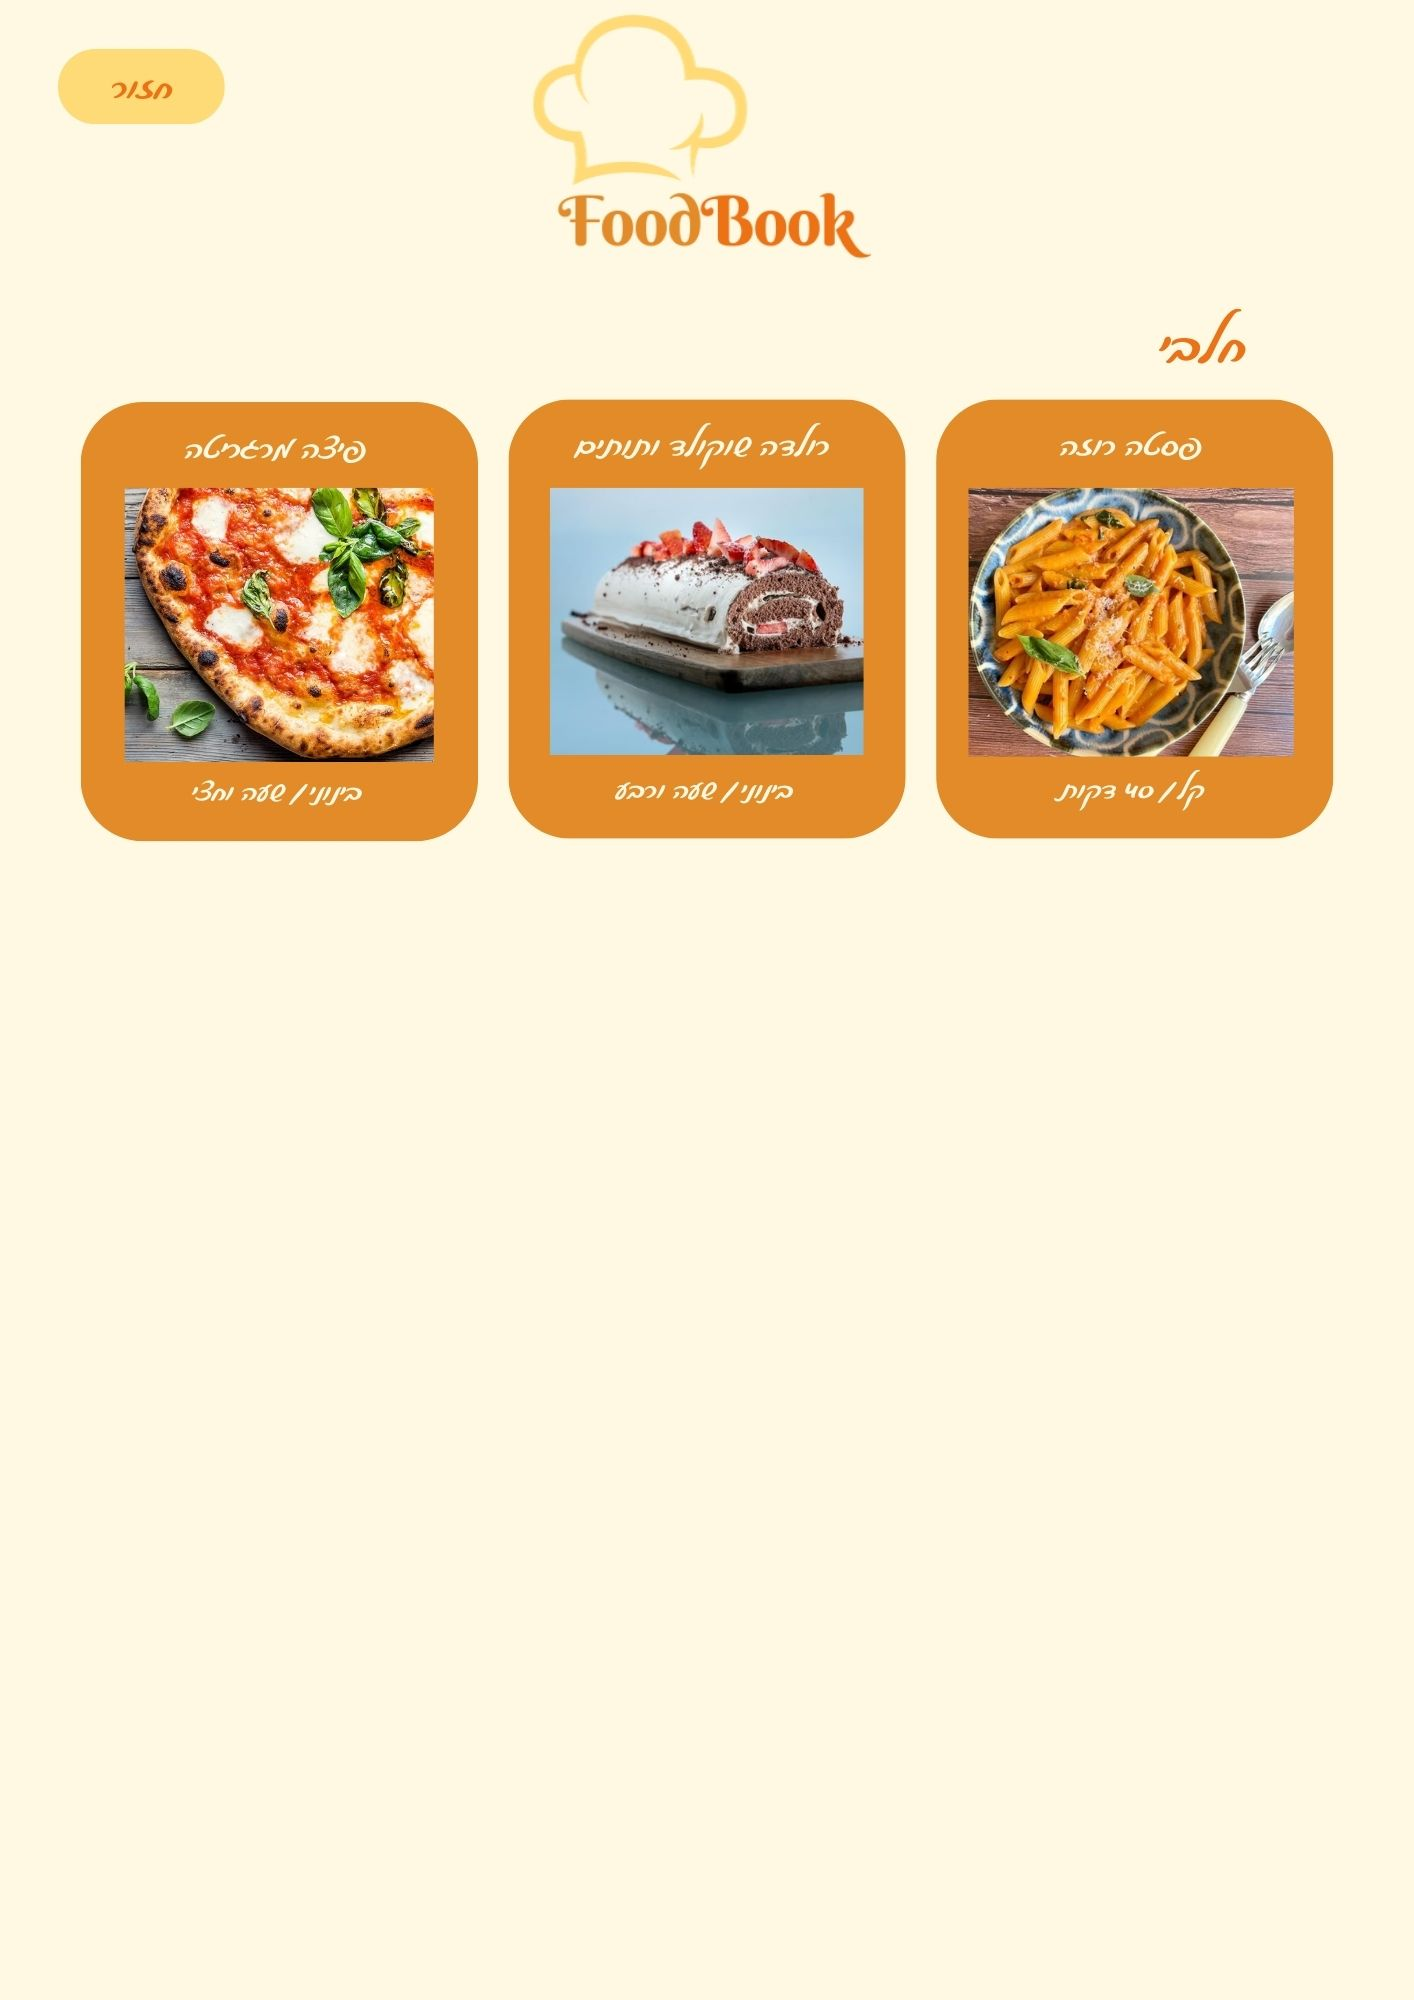 חזור
FoodBook
חלבי
פסטה רוזה
קל / 40 דקות
רולדה שוקולד ותותים
בינוני / שעה ורבע
פיצה מרגריטה
בינוני / שעה וחצי